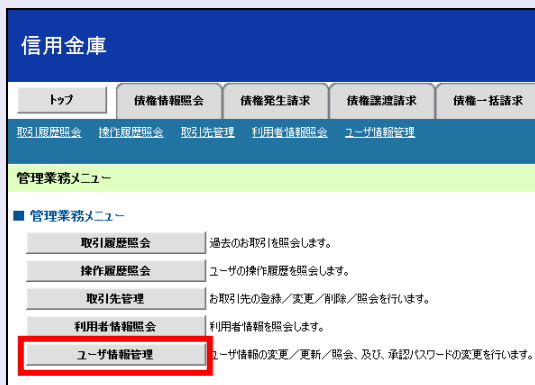 信用金庫
トップ 債権情報照会 債権発生請求 債権譲渡請求 債権一括請求
取引履歴照会 操作履歴照会 取引先管理 利用者情報照会 ユーザ情報管理
管理業務メニュー
■ 管理業務メニュー
取引履歴照会 過去のお取引を照会します。
操作履歴照会 ユーザの操作履歴を照会します。
取引先管理 お取引先の登録／変更／削除／照会を行います。
利用者情報照会 利用者情報を照会します。
ユーザ情報管理 ユーザ情報の変更／更新／照会、及び、承認パスワードの変更を行います。